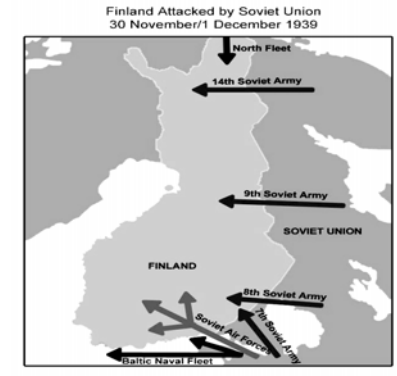 Finland Attacked by Soviet Union
30 November/1 December 1939
North Fleet
14th Soviet Army
9th Soviet Army
SOVIET UNION
FINLAND
8th Soviet Army
7th Soviet Army
Soviet Air Forces
Baltic Naval Fleet